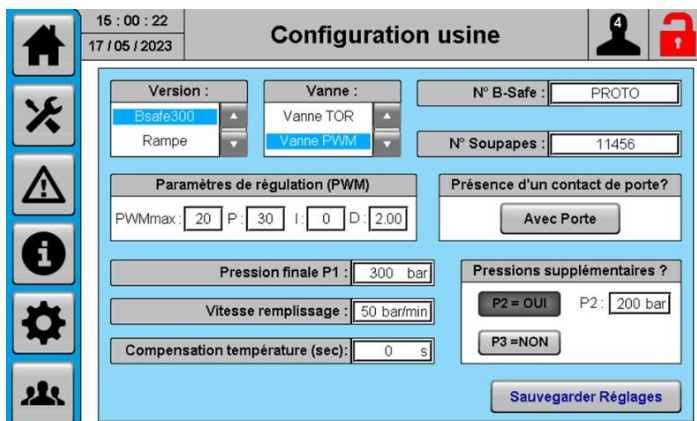 15 : 00 : 22
17 / 05 / 2023
Configuration usine
4
Version :
Bsafe300
Rampe
Vanne :
Vanne TOR
Vanne PWM
N° B-Safe : PROTO
N° Soupapes : 11456
Paramètres de régulation (PWM)
PWMmax : 20 P : 30 I : 0 D : 2.00
Présence d'un contact de porte?
Avec Porte
Pression finale P1 : 300 bar
Vitesse remplissage : 50 bar/min
Compensation température (sec): 0 s
Pressions supplémentaires ?
P2 = OUI P2 : 200 bar
P3 =NON
Sauvegarder Réglages